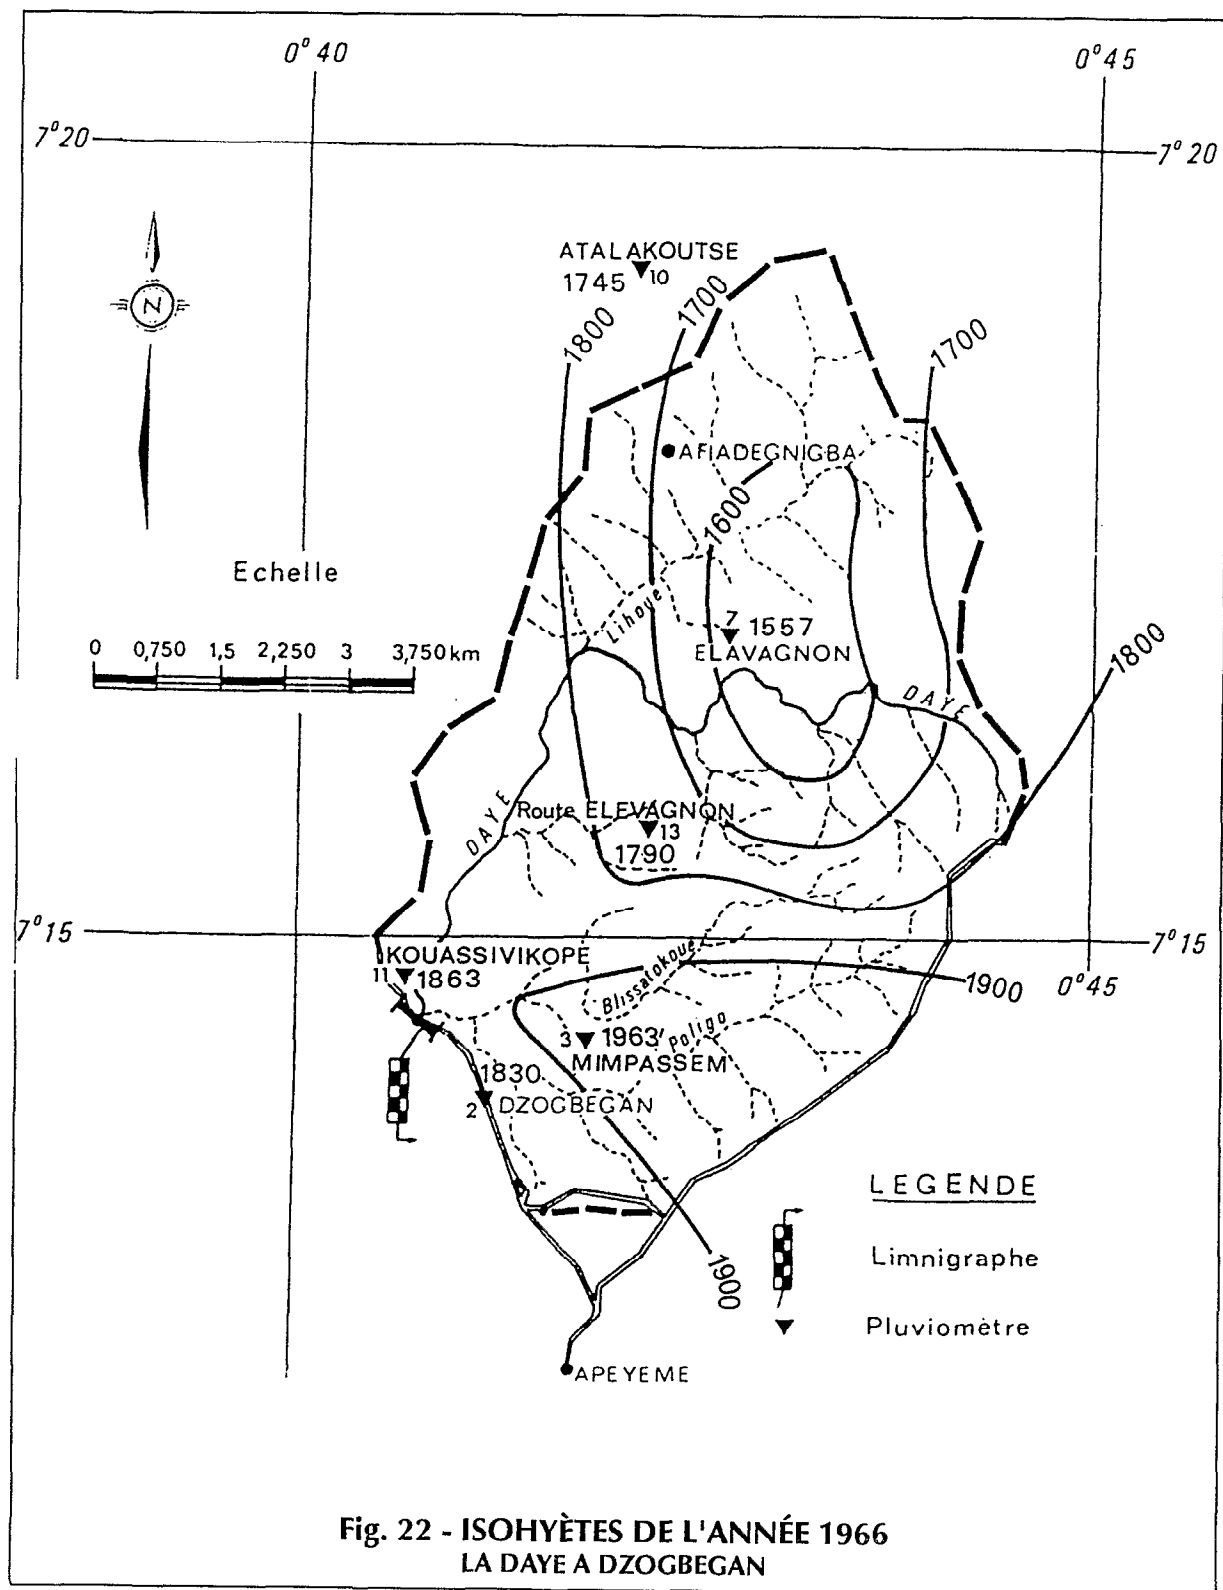 0° 40
0° 45
7° 20
7° 20
ATALAKOUTSE
1745
10
1700
1800
1700
N
AFIADEGNIGBA
1600
Echelle
Lihoue
7
1557
ELAVAGNON
0 0,750 1,5 2,250 3 3,750 km
1800
DAYE
DAYE
Route ELEVAGNON
13
1790
7° 15
7° 15
KOUASSIVIKOPE
11
1863
Blissatokoue
1900
0° 45
Poligo
3
1963
MIMPASSEM
1830
2
DZOGBEGAN
LEGENDE
Limnigraphe
1900
Pluviomètre
APEYEME
Fig. 22 - ISOHYÈTES DE L'ANNÉE 1966
LA DAYE A DZOGBEGAN